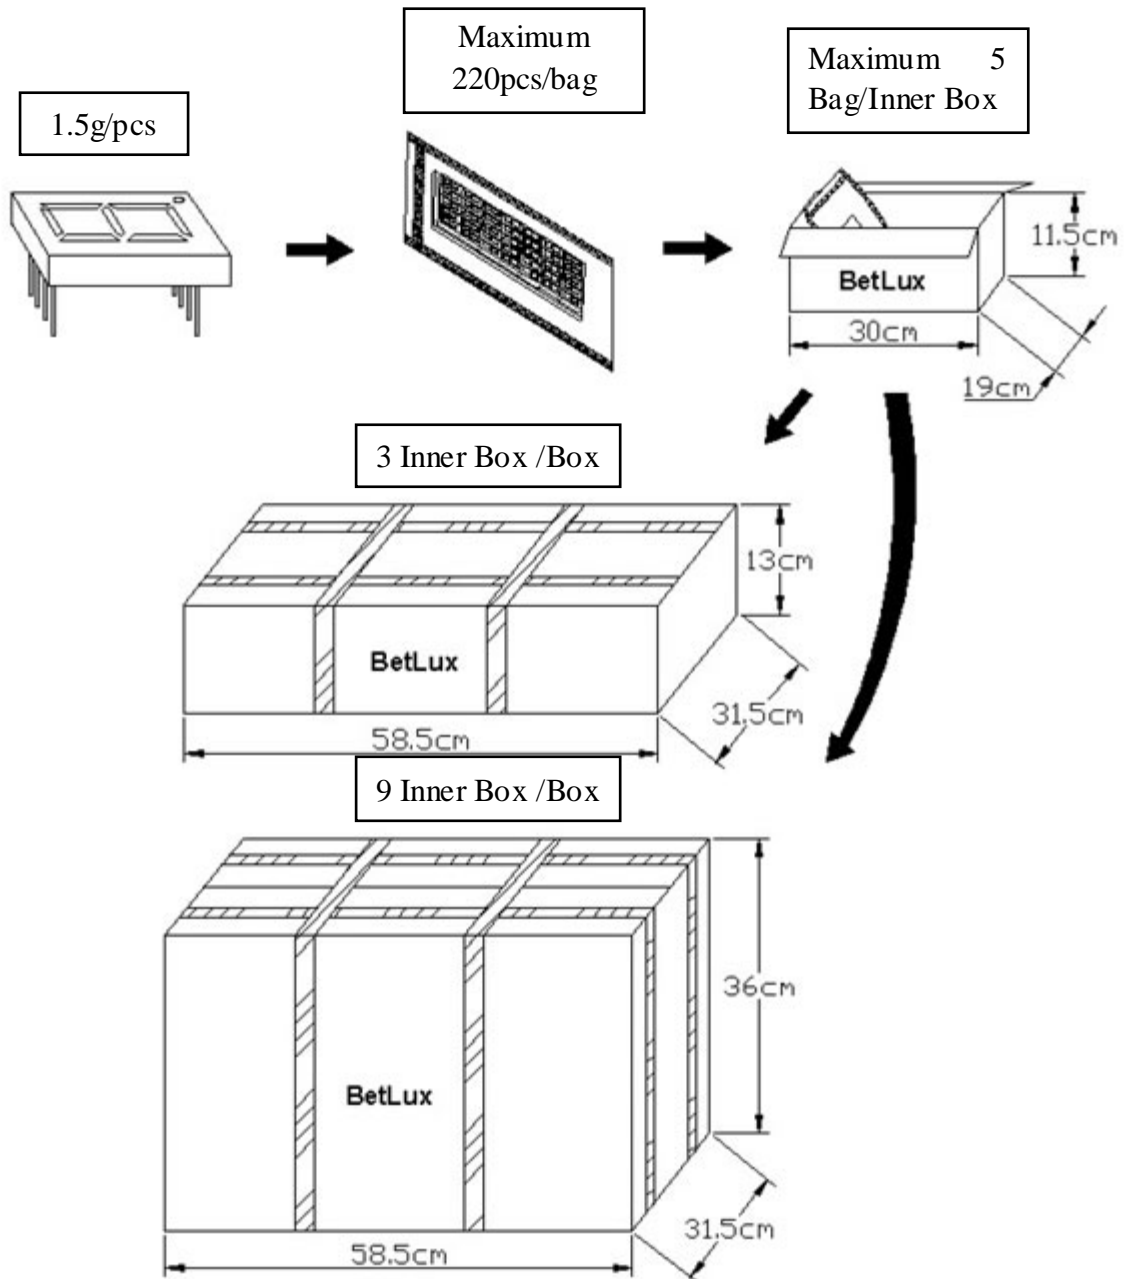 Maximum
220pcs/bag
Maximum 5
Bag/Inner Box
1.5g/pcs
11.5cm
BetLux
30cm
19cm
3 Inner Box /Box
13cm
BetLux
31.5cm
58.5cm
9 Inner Box /Box
36cm
BetLux
31.5cm
58.5cm